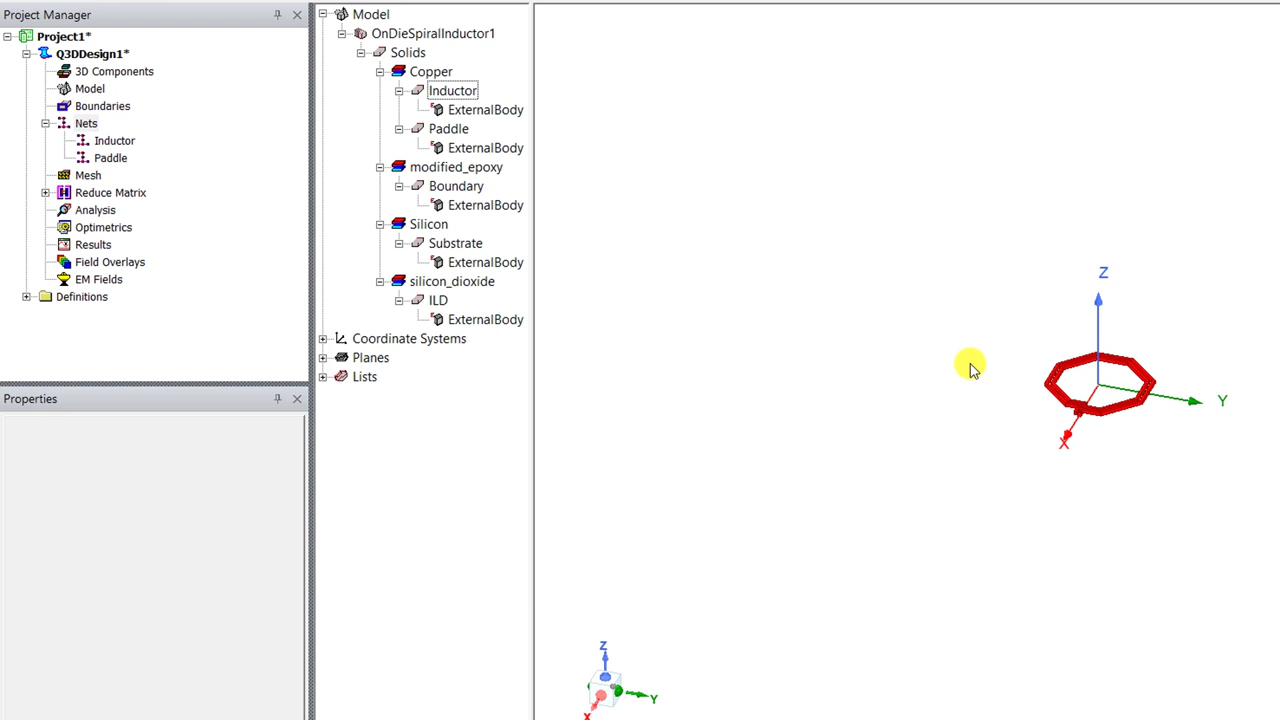 Project Manager
Project1*
Q3DDesign1*
3D Components
Model
Boundaries
Nets
Inductor
Paddle
Mesh
Reduce Matrix
Analysis
Optimetrics
Results
Field Overlays
EM Fields
Definitions
Properties
Model
OnDieSpiralInductor1
Solids
Copper
Inductor
ExternalBody
Paddle
ExternalBody
modified_epoxy
Boundary
ExternalBody
Silicon
Substrate
ExternalBody
silicon_dioxide
ILD
ExternalBody
Coordinate Systems
Planes
Lists
Z
Y
X
Z
Y
X